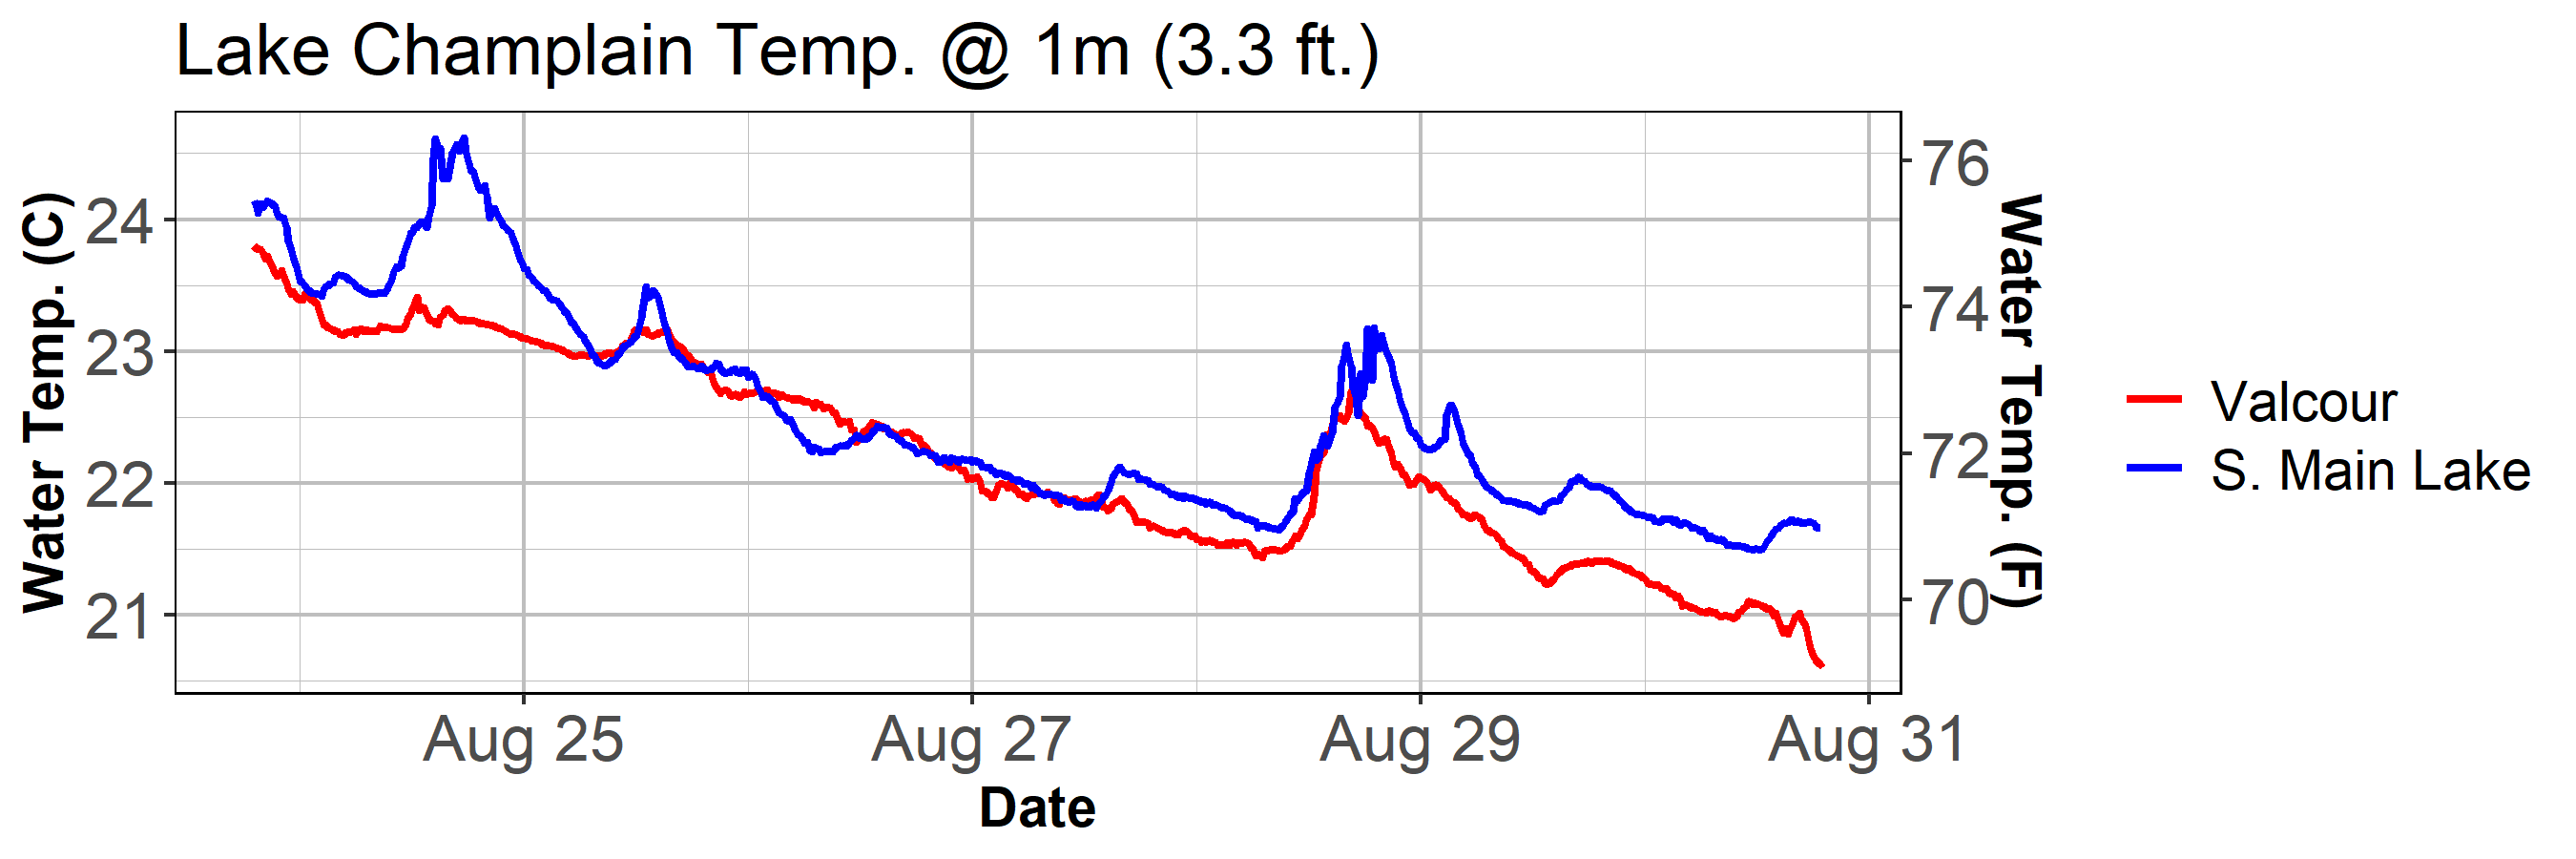 Lake Champlain Temp. @ 1m (3.3 ft.)
Water Temp. (C)
24
23
22
21
76
74
72
70
Water Temp. (F)
Aug 25
Aug 27
Aug 29
Aug 31
Date
Valcour
S. Main Lake